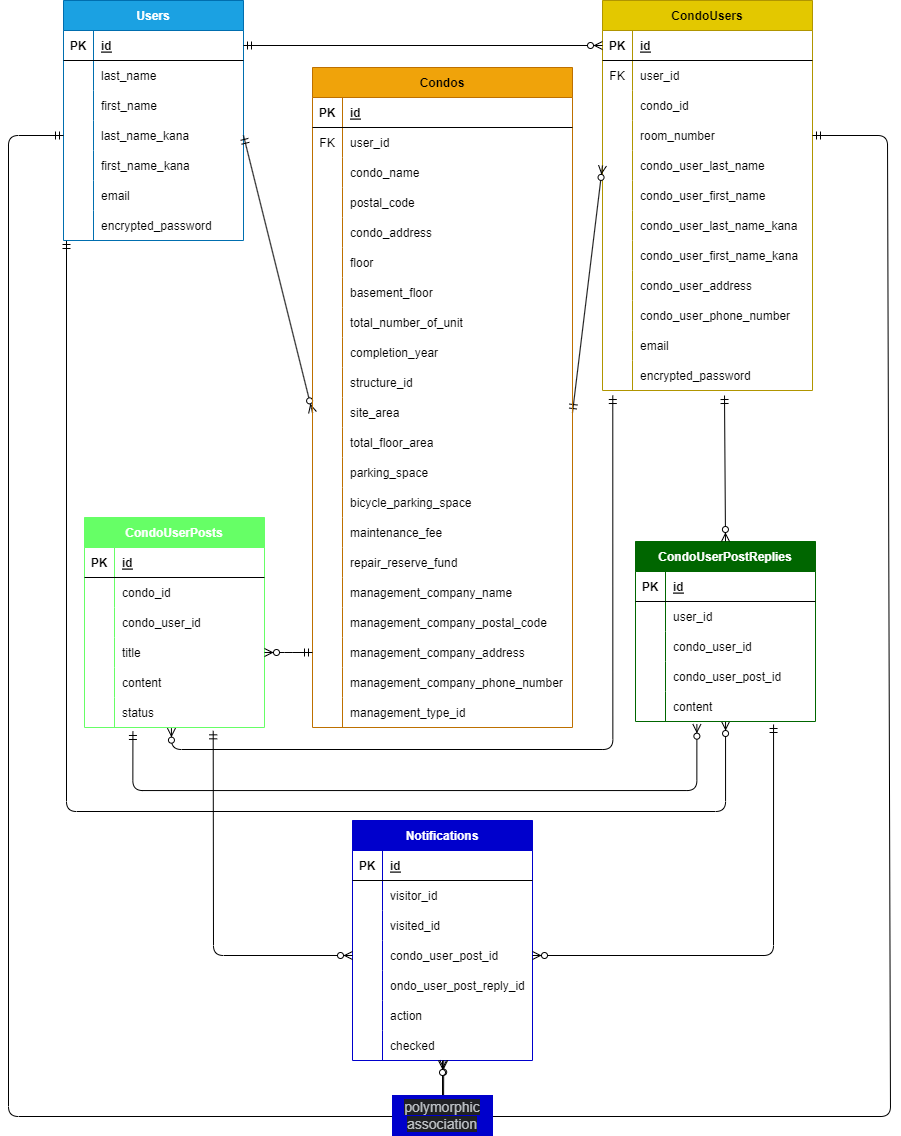 Users
PK id
last_name
first_name
last_name_kana
first_name_kana
email
encrypted_password
Condos
PK id
FK user_id
condo_name
postal_code
condo_address
floor
basement_floor
total_number_of_unit
completion_year
structure_id
site_area
total_floor_area
parking_space
bicycle_parking_space
maintenance_fee
repair_reserve_fund
management_company_name
management_company_postal_code
management_company_address
management_company_phone_number
management_type_id
CondoUsers
PK id
FK user_id
condo_id
room_number
condo_user_last_name
condo_user_first_name
condo_user_last_name_kana
condo_user_first_name_kana
condo_user_address
condo_user_phone_number
email
encrypted_password
CondoUserPosts
PK id
condo_id
condo_user_id
title
content
status
CondoUserPostReplies
PK id
user_id
condo_user_id
condo_user_post_id
content
Notifications
PK id
visitor_id
visited_id
condo_user_post_id
ondo_user_post_reply_id
action
checked
polymorphic
association